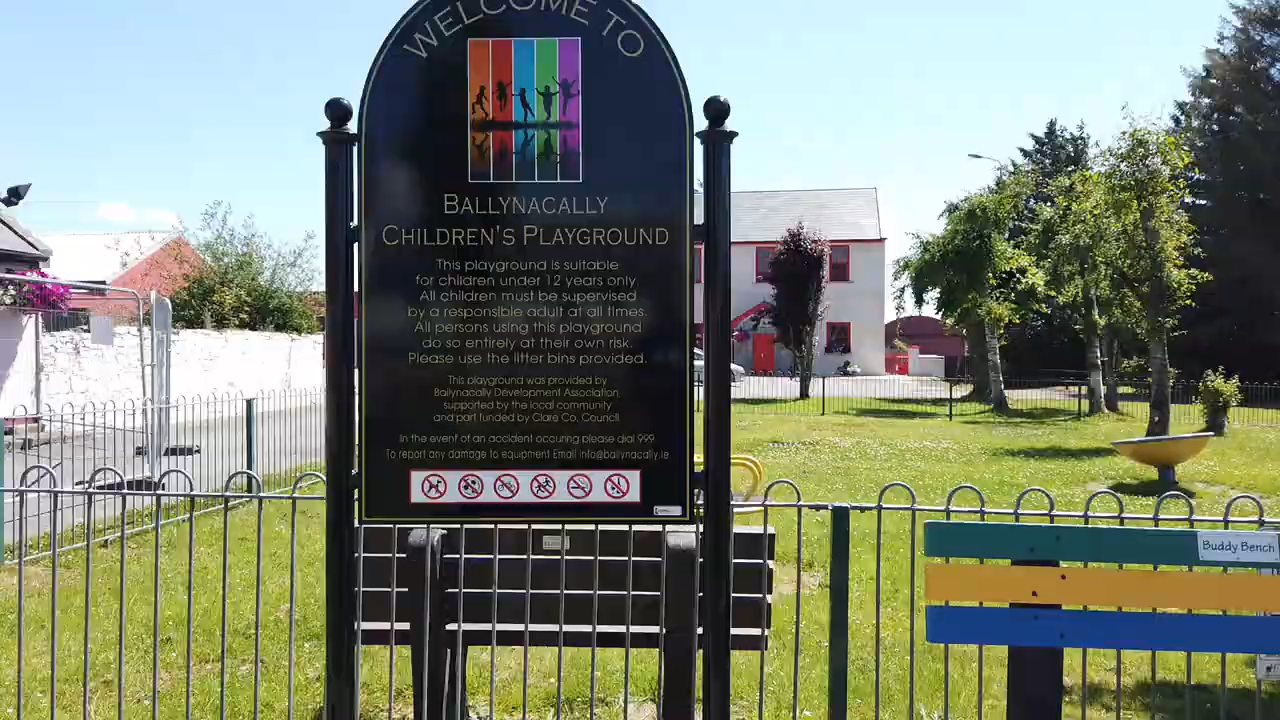 WELCOME TO
BALLYNACALLY
CHILDREN'S PLAYGROUND
This playground is suitable
for children under 12 years only
All children must be supervised
by a responsible adult at all times.
All persons using this playground
do so entirely at their own risk.
Please use the litter bins provided.
This playground was provided by
Ballynacally Development Association,
supported by the local community
and part funded by Clare Co. Council
In the event of an accident occuring please dial 999
To report any damage to equipment Email info@ballynacally.ie
Buddy Bench